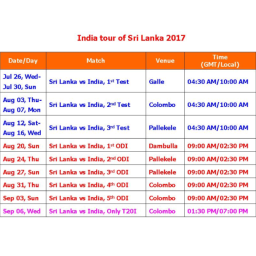 India tour of Sri Lanka 2017
Date/Day Match Venue Time (GMT/Local)
Jul 26, Wed- Jul 30, Sun Sri Lanka vs India, 1st Test Galle 04:30 AM/10:00 AM
Aug 03, Thu- Aug 07, Mon Sri Lanka vs India, 2nd Test Colombo 04:30 AM/10:00 AM
Aug 12, Sat- Aug 16, Wed Sri Lanka vs India, 3rd Test Pallekele 04:30 AM/10:00 AM
Aug 20, Sun Sri Lanka vs India, 1st ODI Dambulla 09:00 AM/02:30 PM
Aug 24, Thu Sri Lanka vs India, 2nd ODI Pallekele 09:00 AM/02:30 PM
Aug 27, Sun Sri Lanka vs India, 3rd ODI Pallekele 09:00 AM/02:30 PM
Aug 31, Thu Sri Lanka vs India, 4th ODI Colombo 09:00 AM/02:30 PM
Sep 03, Sun Sri Lanka vs India, 5th ODI Colombo 09:00 AM/02:30 PM
Sep 06, Wed Sri Lanka vs India, Only T20I Colombo 01:30 PM/07:00 PM